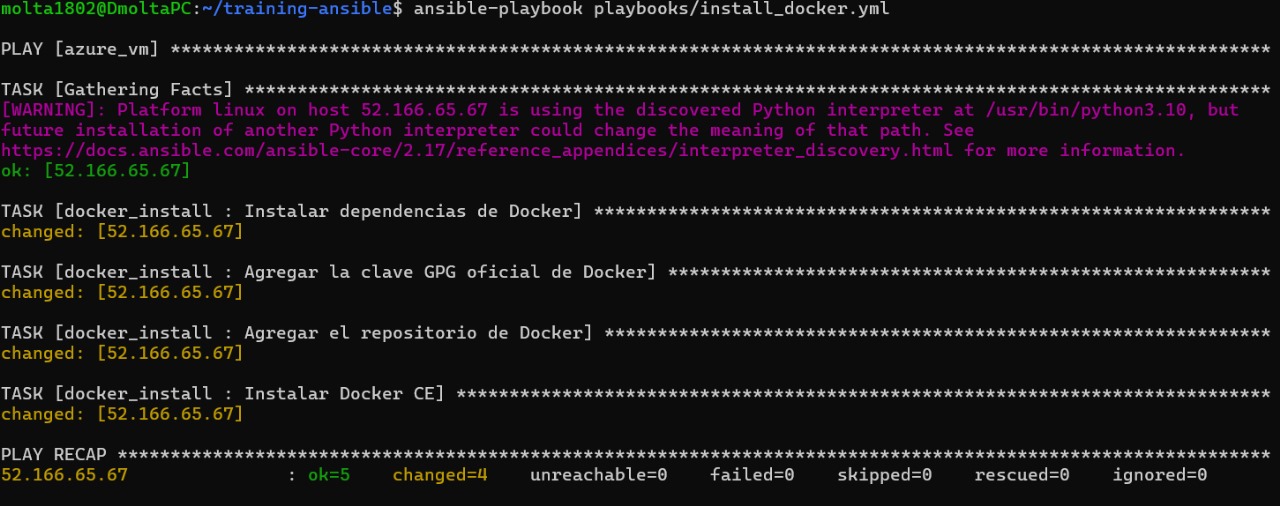 molta1802@DmoltaPC:~/training-ansible$ ansible-playbook playbooks/install_docker.yml
PLAY [azure_vm] ********************************************************************************************************
TASK [Gathering Facts] *************************************************************************************************
[WARNING]: Platform linux on host 52.166.65.67 is using the discovered Python interpreter at /usr/bin/python3.10, but
future installation of another Python interpreter could change the meaning of that path. See
https://docs.ansible.com/ansible-core/2.17/reference_appendices/interpreter_discovery.html for more information.
ok: [52.166.65.67]
TASK [docker_install : Instalar dependencias de Docker] ****************************************************************
changed: [52.166.65.67]
TASK [docker_install : Agregar la clave GPG oficial de Docker] *********************************************************
changed: [52.166.65.67]
TASK [docker_install : Agregar el repositorio de Docker] ***************************************************************
changed: [52.166.65.67]
TASK [docker_install : Instalar Docker CE] *****************************************************************************
changed: [52.166.65.67]
PLAY RECAP *************************************************************************************************************
52.166.65.67               : ok=5    changed=4    unreachable=0    failed=0    skipped=0    rescued=0    ignored=0